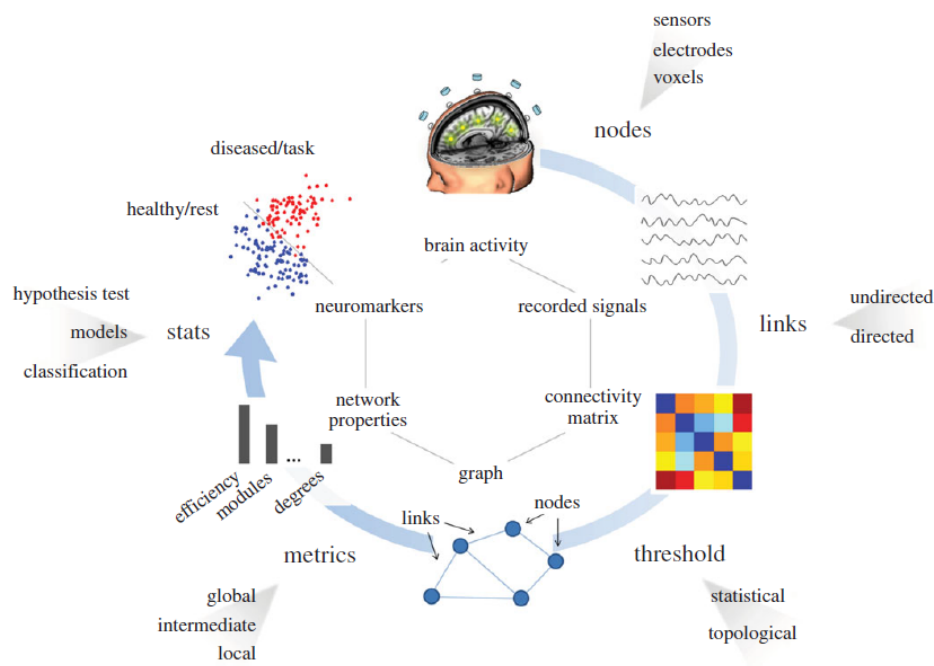 sensors
electrodes
voxels
nodes
diseased/task
healthy/rest
brain activity
neuromarkers
recorded signals
hypothesis test
models
classification
stats
links
undirected
directed
network
properties
connectivity
matrix
graph
efficiency
modules
...
degrees
links
nodes
metrics
threshold
global
intermediate
local
statistical
topological